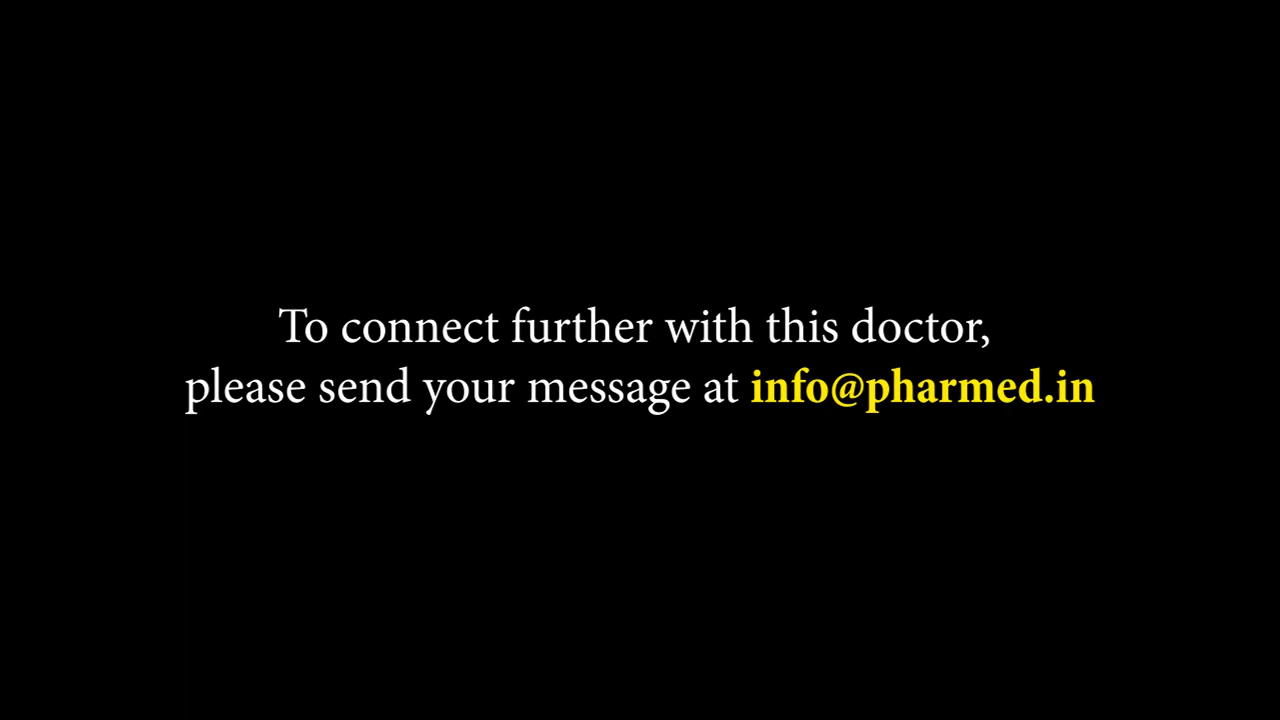 To connect further with this doctor,
please send your message at info@pharmed.in